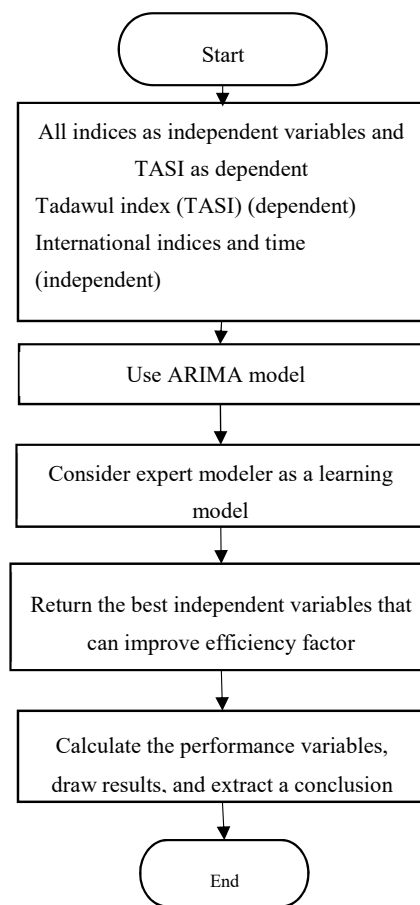 Start
All indices as independent variables and
TASI as dependent
Tadawul index (TASI) (dependent)
International indices and time
(independent)
Use ARIMA model
Consider expert modeler as a learning
model
Return the best independent variables that
can improve efficiency factor
Calculate the performance variables,
draw results, and extract a conclusion
End